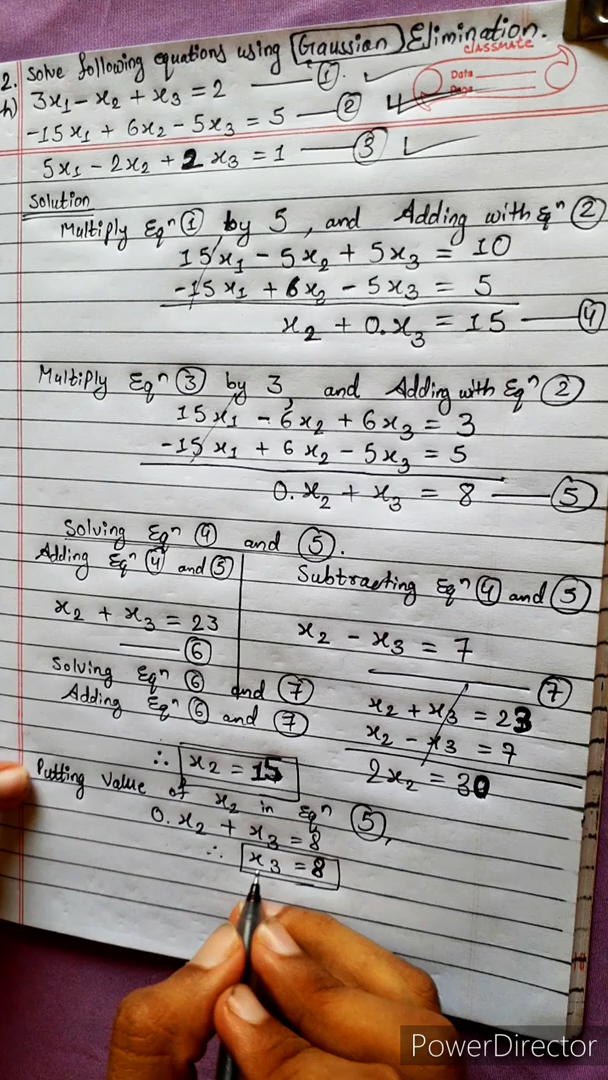 2. Solve following equations using (Gaussian) Elimination.
classmate
Date
Page
h) 3x₁ - x₂ + x₃ = 2 — ①
-15x₁ + 6x₂ - 5x₃ = 5 — ②
5x₁ - 2x₂ + 2x₃ = 1 — ③
Solution
Multiply Eqⁿ ① by 5, and Adding with Eqⁿ ②
15x₁ - 5x₂ + 5x₃ = 10
-15x₁ + 6x₂ - 5x₃ = 5
x₂ + 0.x₃ = 15 — ④
Multiply Eqⁿ ③ by 3, and Adding with Eqⁿ ②
15x₁ - 6x₂ + 6x₃ = 3
-15x₁ + 6x₂ - 5x₃ = 5
0.x₂ + x₃ = 8 — ⑤
Solving Eqⁿ ④ and ⑤.
Adding Eqⁿ ④ and ⑤
x₂ + x₃ = 23
— ⑥
Subtracting Eqⁿ ④ and ⑤
x₂ - x₃ = 7
— ⑦
Solving Eqⁿ ⑥ and ⑦
Adding Eqⁿ ⑥ and ⑦
x₂ + x₃ = 23
x₂ - x₃ = 7
2x₂ = 30
∴ x₂ = 15
Putting Value of x₂ in Eqⁿ ⑤,
0.x₂ + x₃ = 8
∴ x₃ = 8
PowerDirector